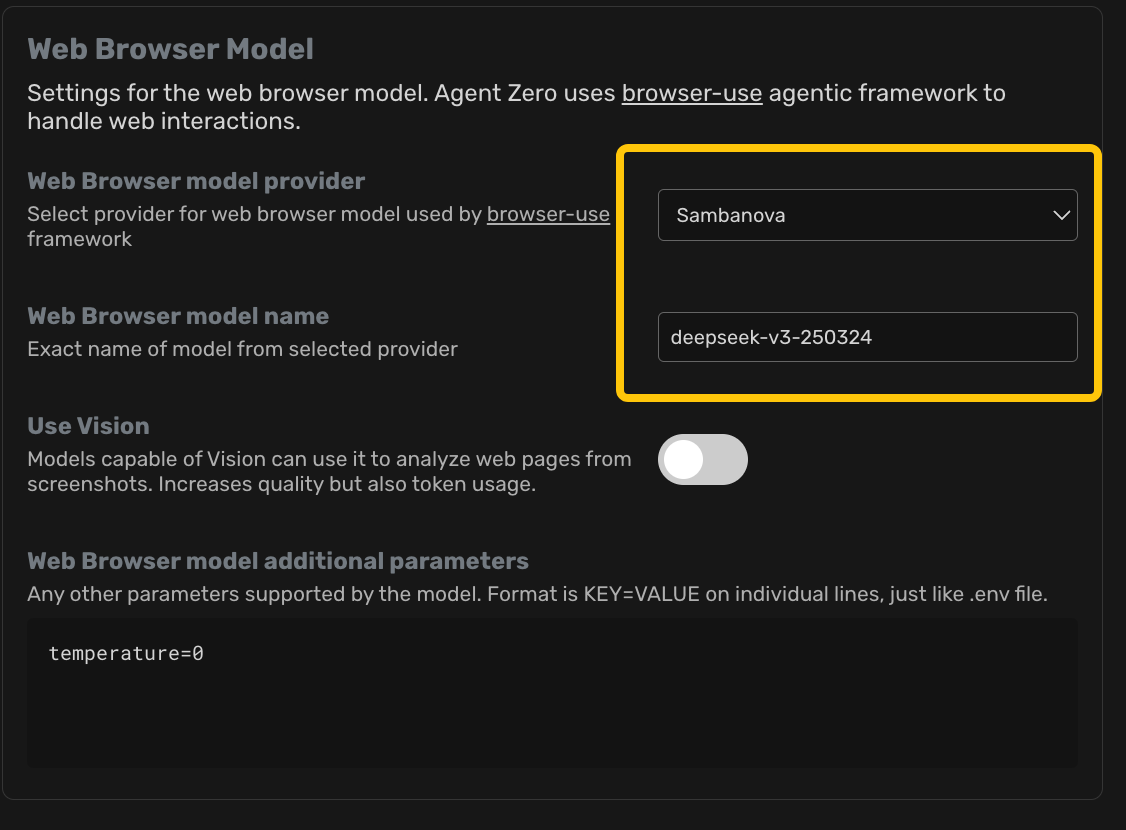 Web Browser Model
Settings for the web browser model. Agent Zero uses browser-use agentic framework to
handle web interactions.
Web Browser model provider
Select provider for web browser model used by browser-use
framework
Sambanova
Web Browser model name
Exact name of model from selected provider
deepseek-v3-250324
Use Vision
Models capable of Vision can use it to analyze web pages from
screenshots. Increases quality but also token usage.
Web Browser model additional parameters
Any other parameters supported by the model. Format is KEY=VALUE on individual lines, just like .env file.
temperature=0